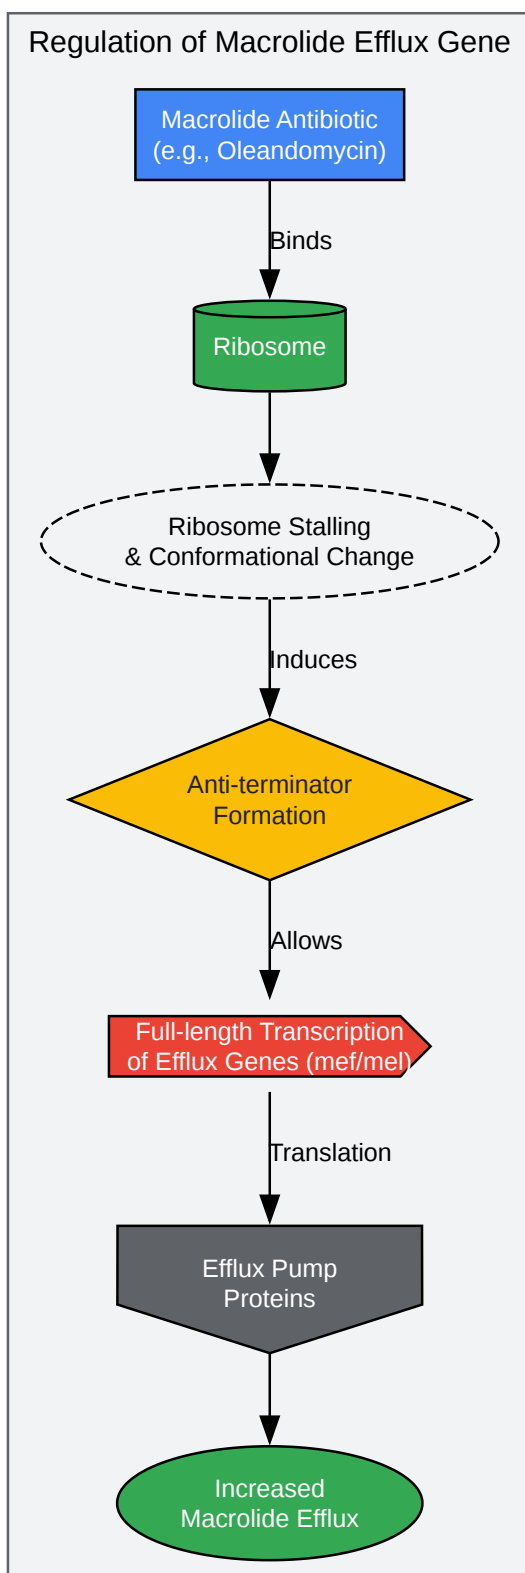 Regulation of Macrolide Efflux Gene
Macrolide Antibiotic
(e.g., Oleandomycin)
Binds
Ribosome
Ribosome Stalling
& Conformational Change
Induces
Anti-terminator
Formation
Allows
Full-length Transcription
of Efflux Genes (mef/mel)
Translation
Efflux Pump
Proteins
Increased
Macrolide Efflux